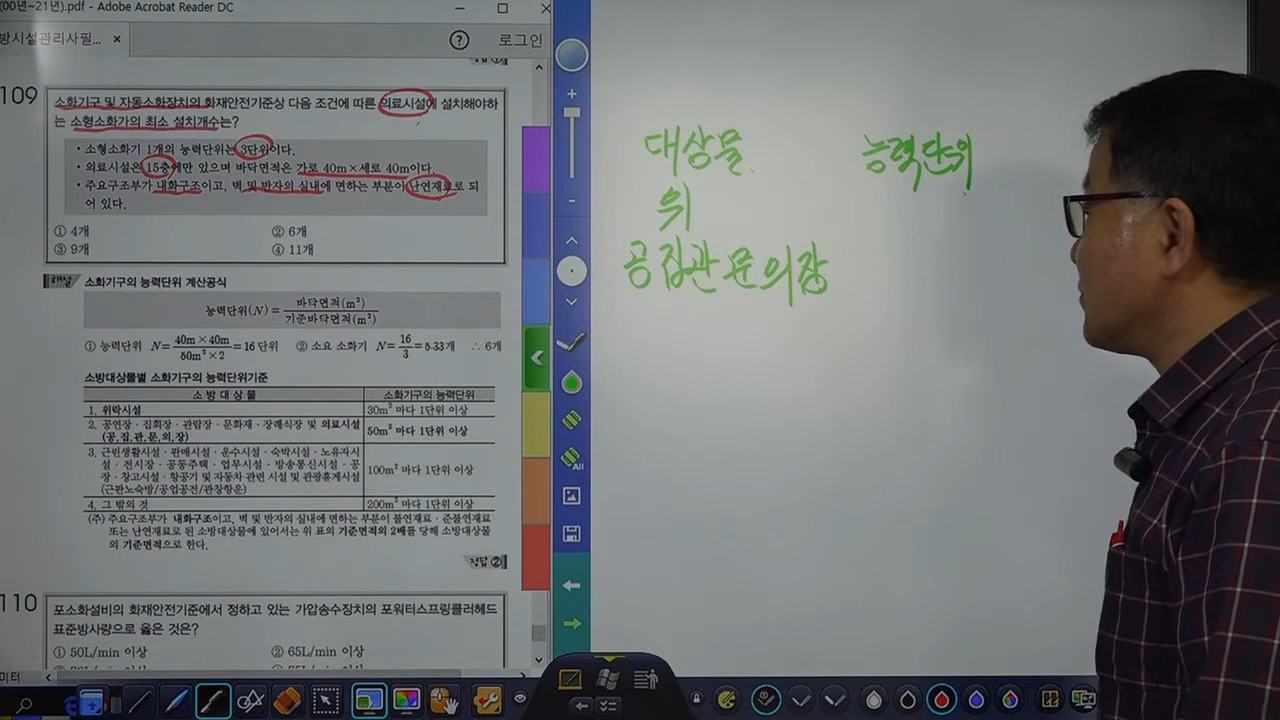 (00년~21년).pdf - Adobe Acrobat Reader DC
방시설관리사필... ×
로그인
109
소화기구 및 자동소화장치의 화재안전기준상 다음 조건에 따른 의료시설에 설치해야하
는 소형소화기의 최소 설치개수는?
• 소형소화기 1개의 능력단위는 3단위이다.
• 의료시설은 15층에만 있으며 바닥면적은 가로 40m×세로 40m이다.
• 주요구조부가 내화구조이고, 벽 및 반자의 실내에 면하는 부분이 난연재료로 되
어 있다.
① 4개 ② 6개
③ 9개 ④ 11개
해설 소화기구의 능력단위 계산공식
능력단위(N) = 바닥면적(m²) / 기준바닥면적(m²)
① 능력단위 N = 40m × 40m / 50m² × 2 = 16단위 ② 소요 소화기 N = 16 / 3 = 5.33개 ∴ 6개
소방대상물별 소화기구의 능력단위기준
소 방 대 상 물 소화기구의 능력단위
1. 위락시설 30m² 마다 1단위 이상
2. 공연장 · 집회장 · 관람장 · 문화재 · 장례식장 및 의료시설
(공,집,관,문,의,장) 50m² 마다 1단위 이상
3. 근린생활시설 · 판매시설 · 운수시설 · 숙박시설 · 노유자시
설 · 전시장 · 공동주택 · 업무시설 · 방송통신시설 · 공
장 · 창고시설 · 항공기 및 자동차 관련 시설 및 관광휴게시설
(근판노숙방/공업공전/관창항운) 100m² 마다 1단위 이상
4. 그 밖의 것 200m² 마다 1단위 이상
(주) 주요구조부가 내화구조이고, 벽 및 반자의 실내에 면하는 부분이 불연재료 · 준불연재료
또는 난연재료로 된 소방대상물에 있어서는 위 표의 기준면적의 2배를 당해 소방대상물
의 기준면적으로 한다.
정답 ②
110
포소화설비의 화재안전기준에서 정하고 있는 가압송수장치의 포워터스프링클러헤드
표준방사량으로 옳은 것은?
① 50L/min 이상 ② 65L/min 이상
미터
All
대상물 능력단위
위
공집관문의장